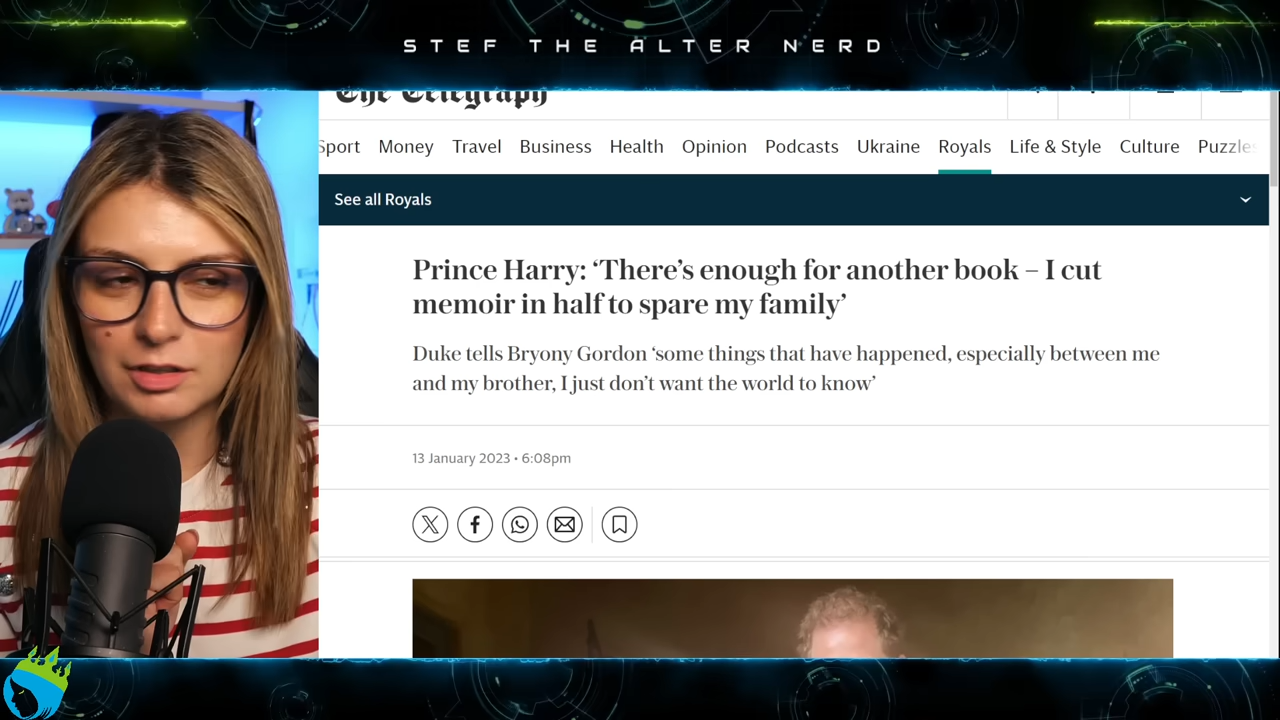 STEF THE ALTER NERD
The Telegraph
Sport Money Travel Business Health Opinion Podcasts Ukraine Royals Life & Style Culture Puzzles
See all Royals
Prince Harry: ‘There’s enough for another book – I cut
memoir in half to spare my family’
Duke tells Bryony Gordon ‘some things that have happened, especially between me
and my brother, I just don’t want the world to know’
13 January 2023 • 6:08pm